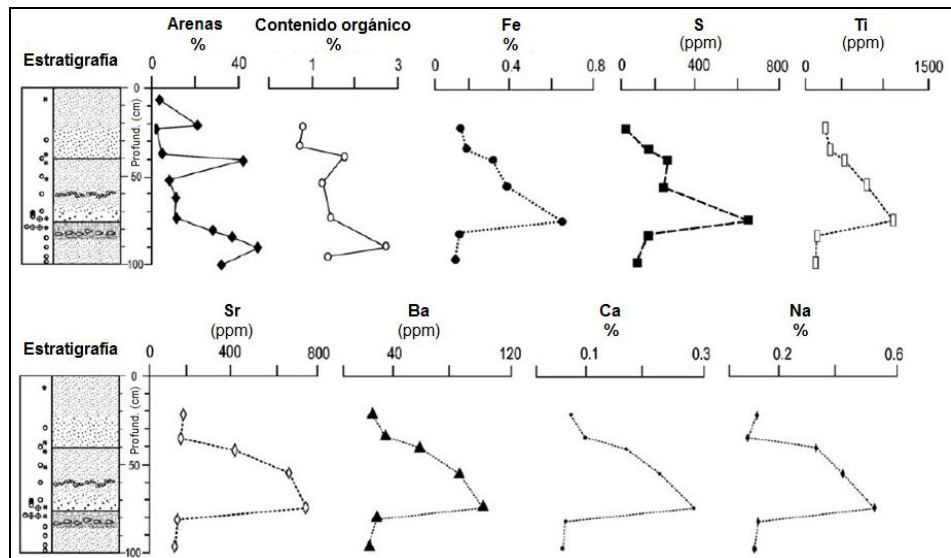 Arenas Contenido orgánico Fe S Ti
% % % (ppm) (ppm)
Estratigrafía 0 40 1 3 0 0.4 0.8 0 400 800 0 1500
0
50
100
Profund. (cm)
Sr Ba Ca Na
(ppm) (ppm) % %
Estratigrafía 0 400 800 40 120 0.1 0.3 0.2 0.6
0
50
100
Profund. (cm)